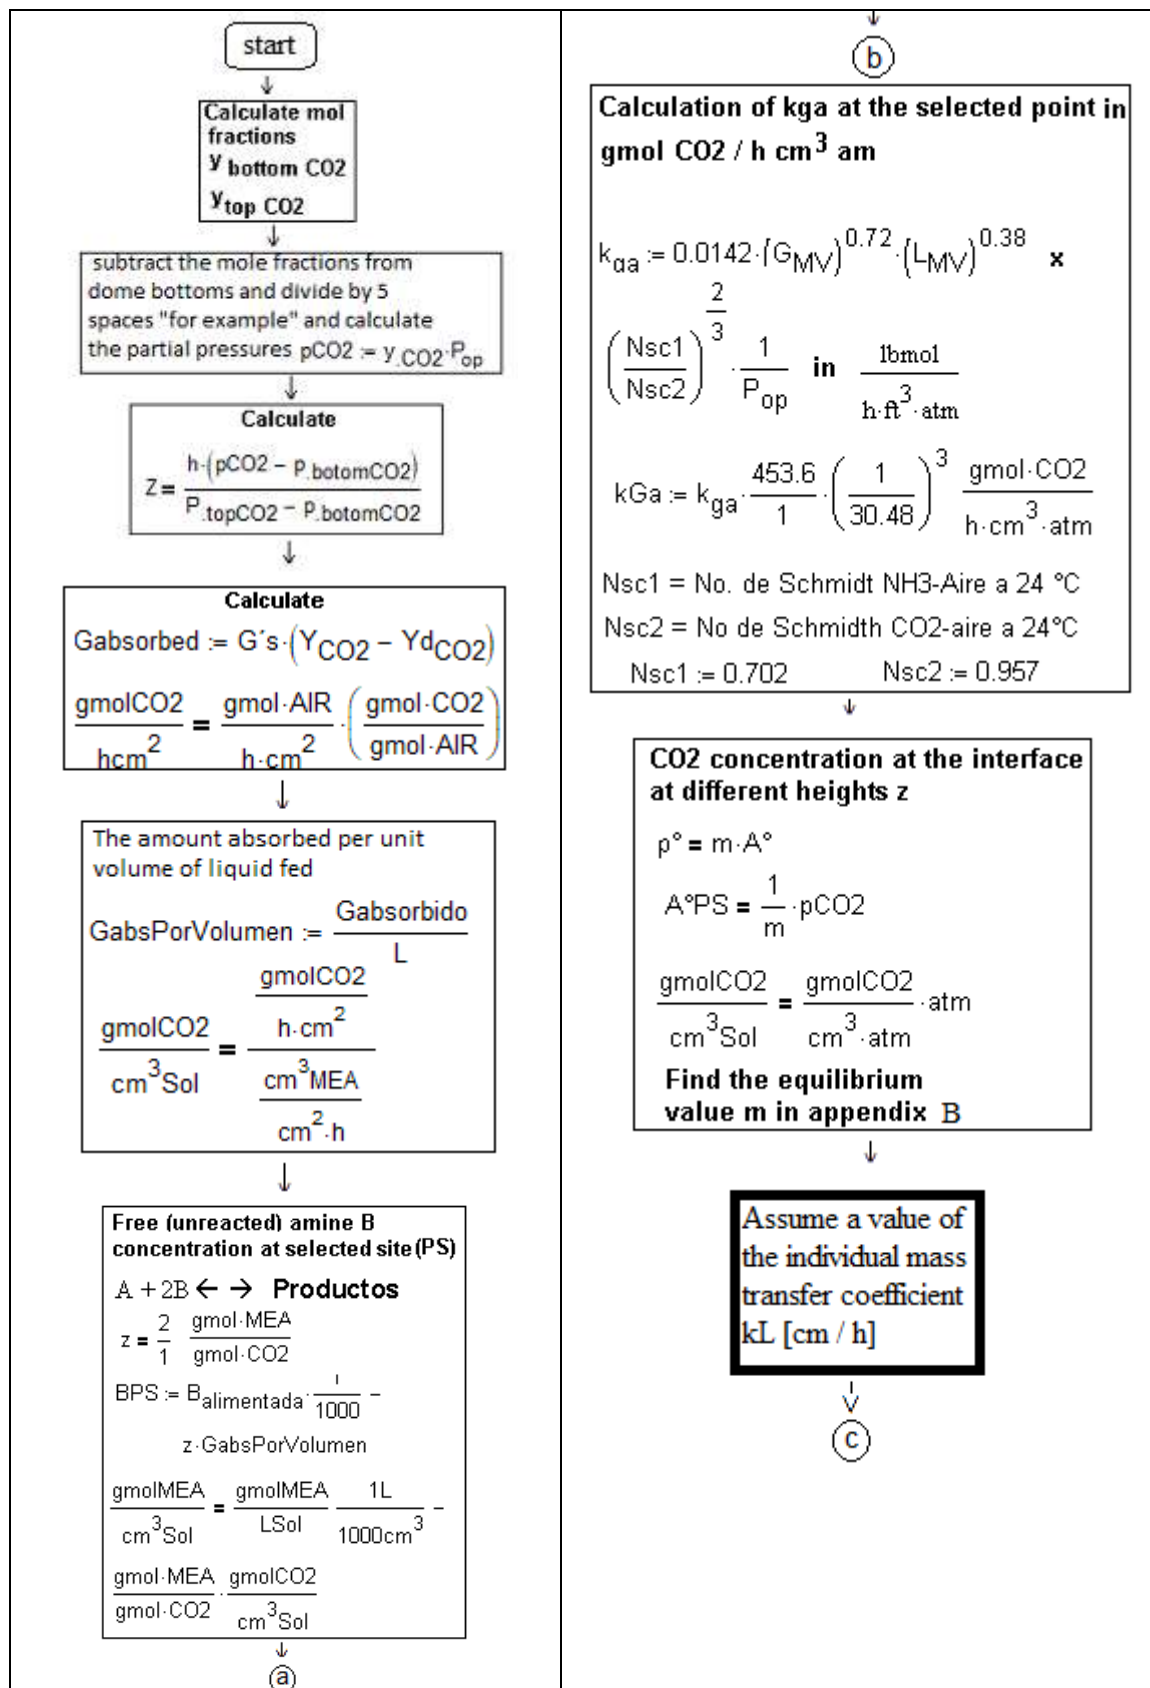 start
Calculate mol
fractions
y bottom CO2
y top CO2
subtract the mole fractions from
dome bottoms and divide by 5
spaces "for example" and calculate
the partial pressures pCO2 := y.CO2·Pop
Calculate
Z = h·(pCO2 − p.botomCO2) / (P.topCO2 − p.botomCO2)
Calculate
Gabsorbed := G´s·(YCO2 − YdCO2)
gmolCO2 / hcm² = gmol·AIR / h·cm² · (gmol·CO2 / gmol·AIR)
The amount absorbed per unit
volume of liquid fed
GabsPorVolumen := Gabsorbido / L
gmolCO2 / cm³Sol = (gmolCO2 / h·cm²) / (cm³MEA / cm²·h)
Free (unreacted) amine B
concentration at selected site(PS)
A + 2B ← → Productos
z = 2/1 gmol·MEA / gmol·CO2
BPS := Balimentada · 1/1000 −
z·GabsPorVolumen
gmolMEA / cm³Sol = gmolMEA / LSol 1L / 1000cm³ −
gmol·MEA / gmol·CO2 · gmolCO2 / cm³Sol
a
b
Calculation of kga at the selected point in
gmol CO2 / h cm³ am
kga := 0.0142·(GMV)^0.72·(LMV)^0.38 x
(Nsc1 / Nsc2)^(2/3) · 1 / Pop in lbmol / h·ft³·atm
kGa := kga · 453.6 / 1 · (1 / 30.48)³ gmol·CO2 / h·cm³·atm
Nsc1 = No. de Schmidt NH3-Aire a 24 °C
Nsc2 = No de Schmidth CO2-aire a 24°C
Nsc1 := 0.702 Nsc2 := 0.957
CO2 concentration at the interface
at different heights z
p° = m·A°
A°PS = 1/m · pCO2
gmolCO2 / cm³Sol = gmolCO2 / cm³·atm · atm
Find the equilibrium
value m in appendix B
Assume a value of
the individual mass
transfer coefficient
kL [cm / h]
c